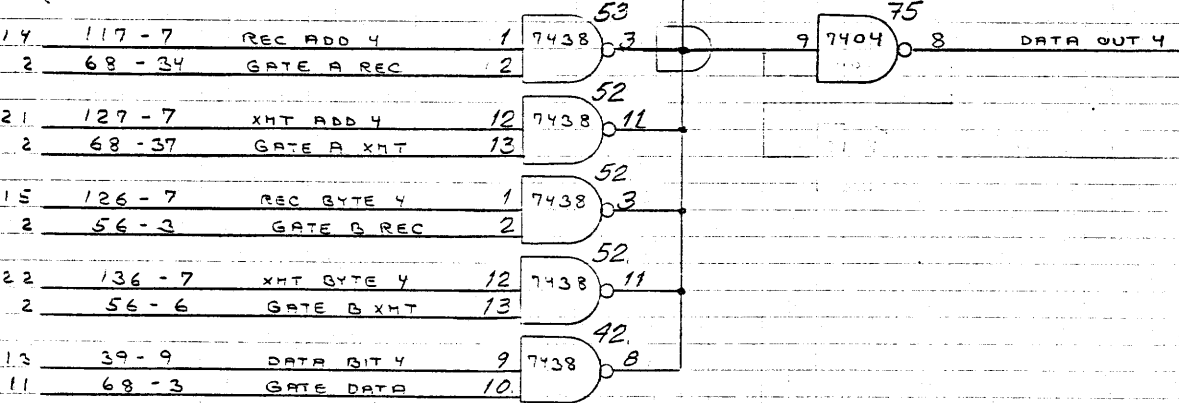 53 75
14 117-7 REC ADD 4 1 7438 3 9 7404 8 DATA OUT 4
2 68-34 GATE A REC 2
52
21 127-7 XMT ADD 4 12 7438 11
2 68-37 GATE A XMT 13
52
15 126-7 REC BYTE 4 1 7438 3
2 56-3 GATE B REC 2
52
22 136-7 XMT BYTE 4 12 7438 11
2 56-6 GATE B XMT 13
42
13 39-9 DATA BIT 4 9 7438 8
11 68-3 GATE DATA 10